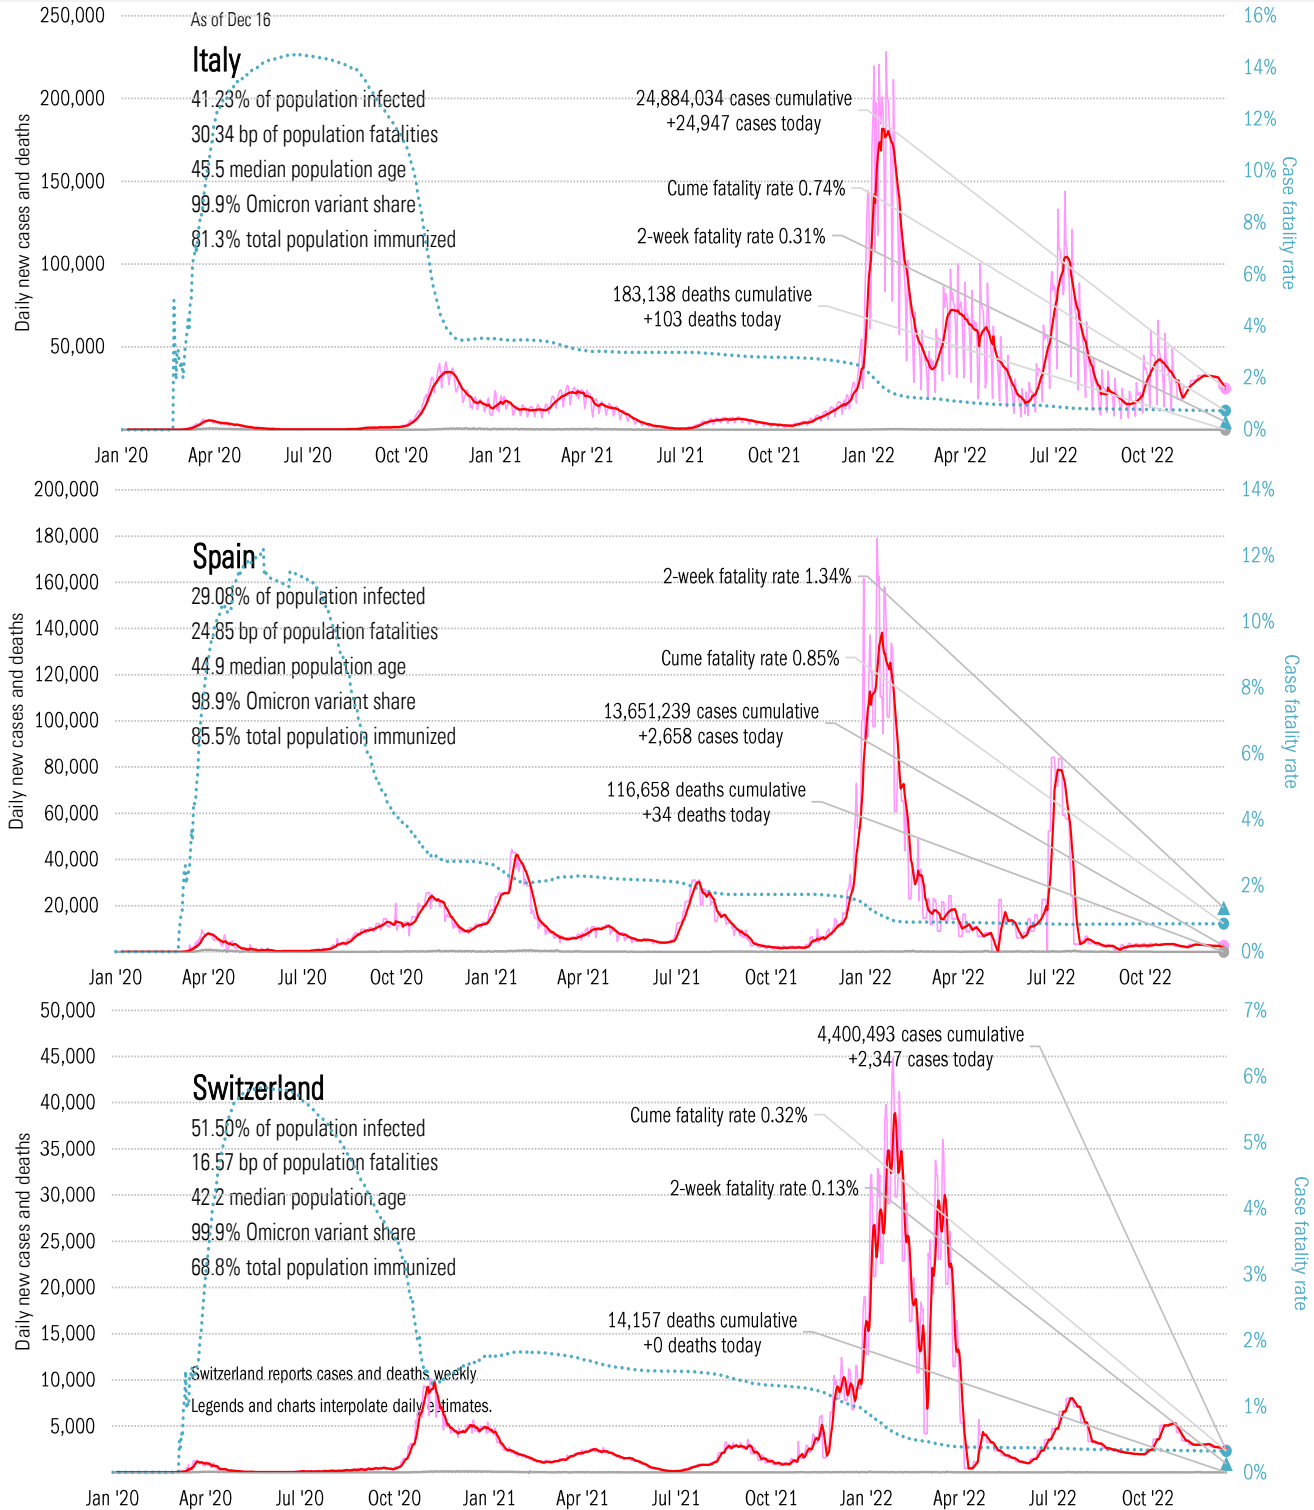 250,000
As of Dec 16
16%
Italy
14%
41.23% of population infected
200,000
24,884,034 cases cumulative
+24,947 cases today
12%
30.34 bp of population fatalities
45.5 median population age
150,000
10%
Cume fatality rate 0.74%
99.9% Omicron variant share
8%
81.3% total population immunized
2-week fatality rate 0.31%
100,000
6%
183,138 deaths cumulative
+103 deaths today
4%
50,000
2%
0%
Daily new cases and deaths
Case fatality rate
Jan '20 Apr '20 Jul '20 Oct '20 Jan '21 Apr '21 Jul '21 Oct '21 Jan '22 Apr '22 Jul '22 Oct '22
200,000
14%
180,000
Spain
12%
160,000
2-week fatality rate 1.34%
29.08% of population infected
140,000
24.85 bp of population fatalities
10%
Cume fatality rate 0.85%
44.9 median population age
120,000
8%
98.9% Omicron variant share
13,651,239 cases cumulative
+2,658 cases today
100,000
85.5% total population immunized
6%
80,000
116,658 deaths cumulative
+34 deaths today
60,000
4%
40,000
2%
20,000
0%
Daily new cases and deaths
Case fatality rate
Jan '20 Apr '20 Jul '20 Oct '20 Jan '21 Apr '21 Jul '21 Oct '21 Jan '22 Apr '22 Jul '22 Oct '22
50,000
7%
4,400,493 cases cumulative
+2,347 cases today
45,000
6%
Switzerland
40,000
Cume fatality rate 0.32%
51.50% of population infected
35,000
5%
16.57 bp of population fatalities
2-week fatality rate 0.13%
42.2 median population age
30,000
4%
99.9% Omicron variant share
25,000
68.8% total population immunized
3%
20,000
14,157 deaths cumulative
+0 deaths today
15,000
2%
Switzerland reports cases and deaths weekly
10,000
Legends and charts interpolate daily estimates.
1%
5,000
0%
Daily new cases and deaths
Case fatality rate
Jan '20 Apr '20 Jul '20 Oct '20 Jan '21 Apr '21 Jul '21 Oct '21 Jan '22 Apr '22 Jul '22 Oct '22